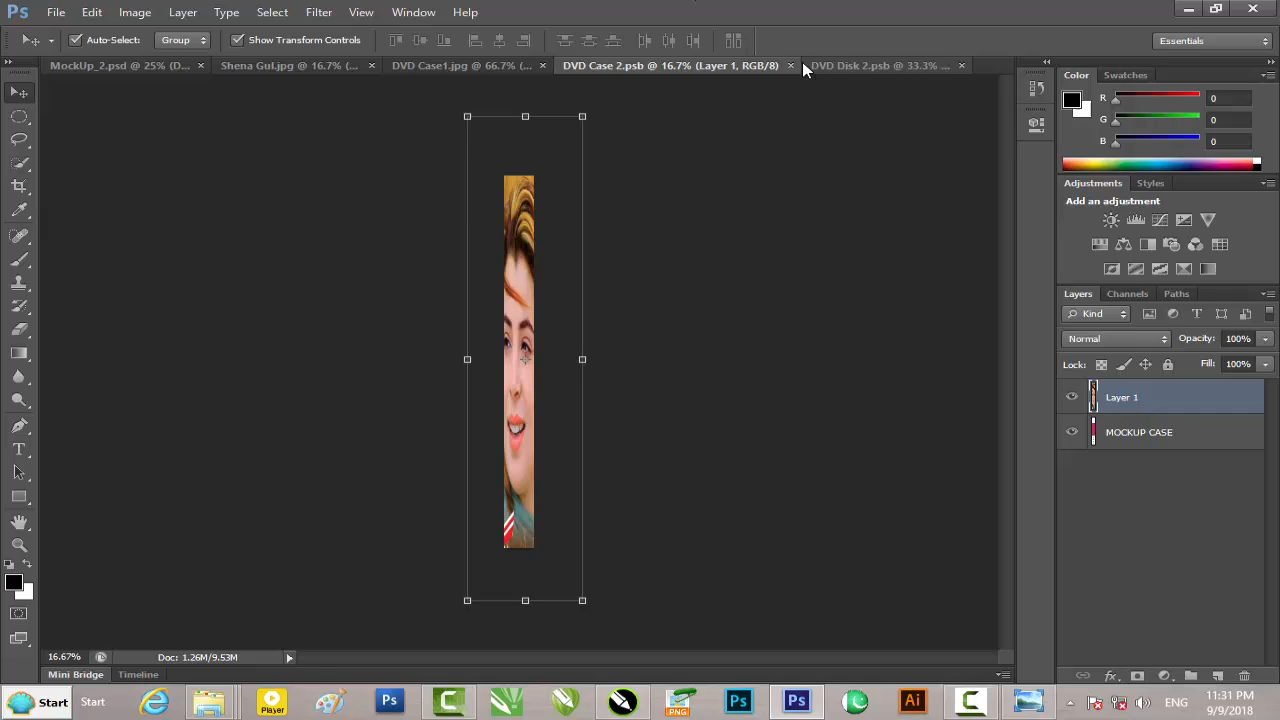 Ps File Edit Image Layer Type Select Filter View Window Help
Auto-Select: Group Show Transform Controls Essentials
MockUp_2.psd @ 25% (D... × Shena Gul.jpg @ 16.7% (... × DVD Case1.jpg @ 66.7% (... × DVD Case 2.psb @ 16.7% (Layer 1, RGB/8) × DVD Disk 2.psb @ 33.3% ... ×
Color Swatches
R 0
G 0
B 0
Adjustments Styles
Add an adjustment
Layers Channels Paths
Kind
Normal Opacity: 100%
Lock: Fill: 100%
Layer 1
MOCKUP CASE
16.67% Doc: 1.26M/9.53M
Mini Bridge Timeline
Start Start Player Ps PNG Ps Ps Ai ENG 11:31 PM
9/9/2018